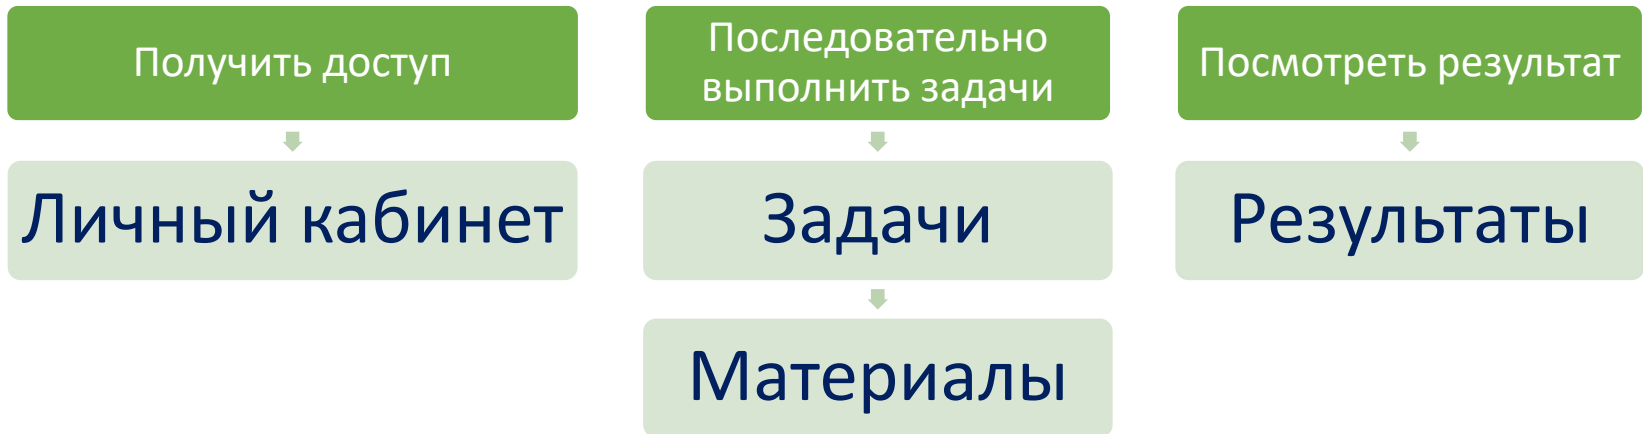 Получить доступ
Личный кабинет
Последовательно
выполнить задачи
Задачи
Материалы
Посмотреть результат
Результаты